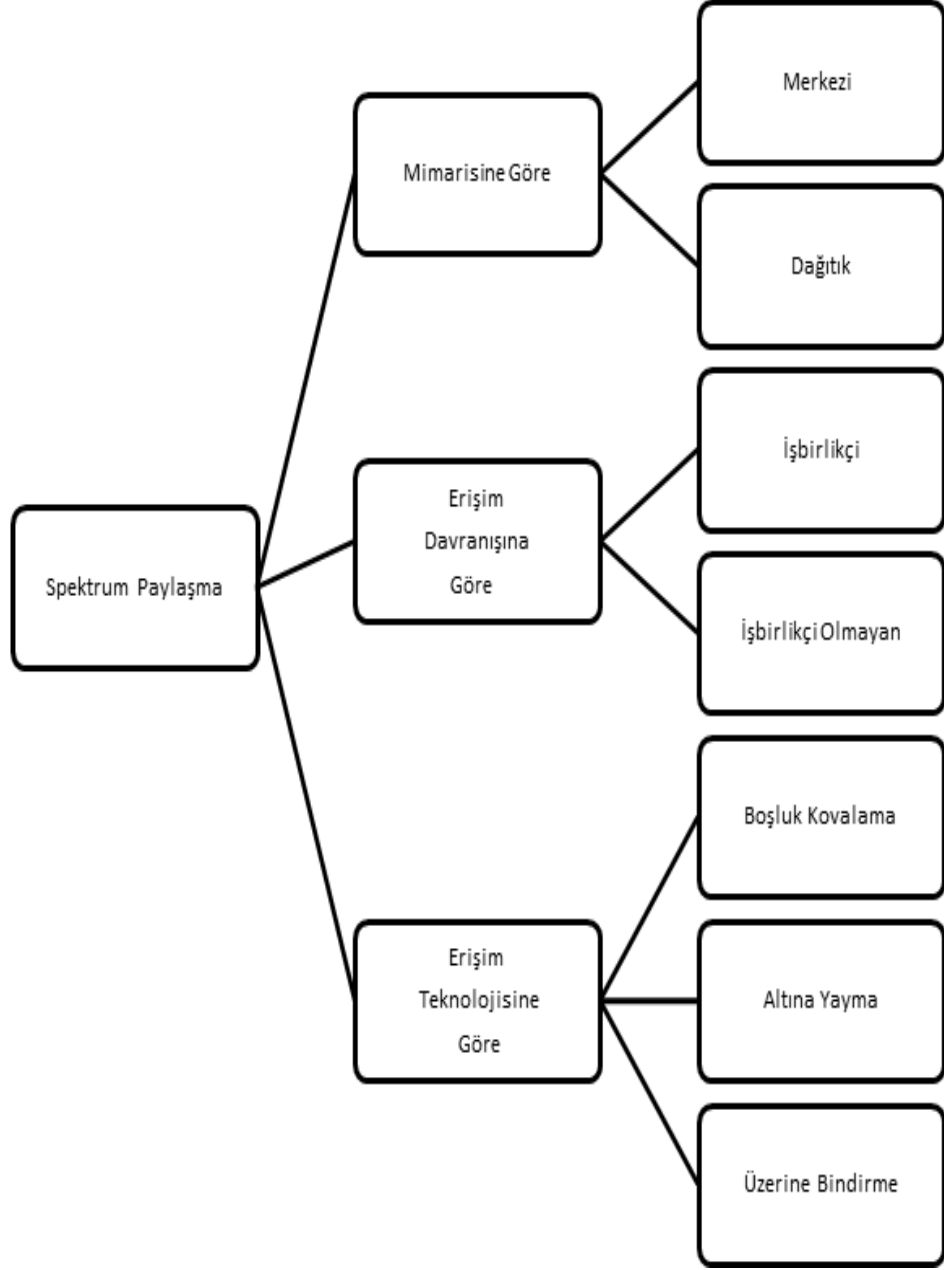 Spektrum Paylaşma
Mimarisine Göre
Merkezi
Dağıtık
Erişim
Davranışına
Göre
İşbirlikçi
İşbirlikçi Olmayan
Erişim
Teknolojisine
Göre
Boşluk Kovalama
Altına Yayma
Üzerine Bindirme